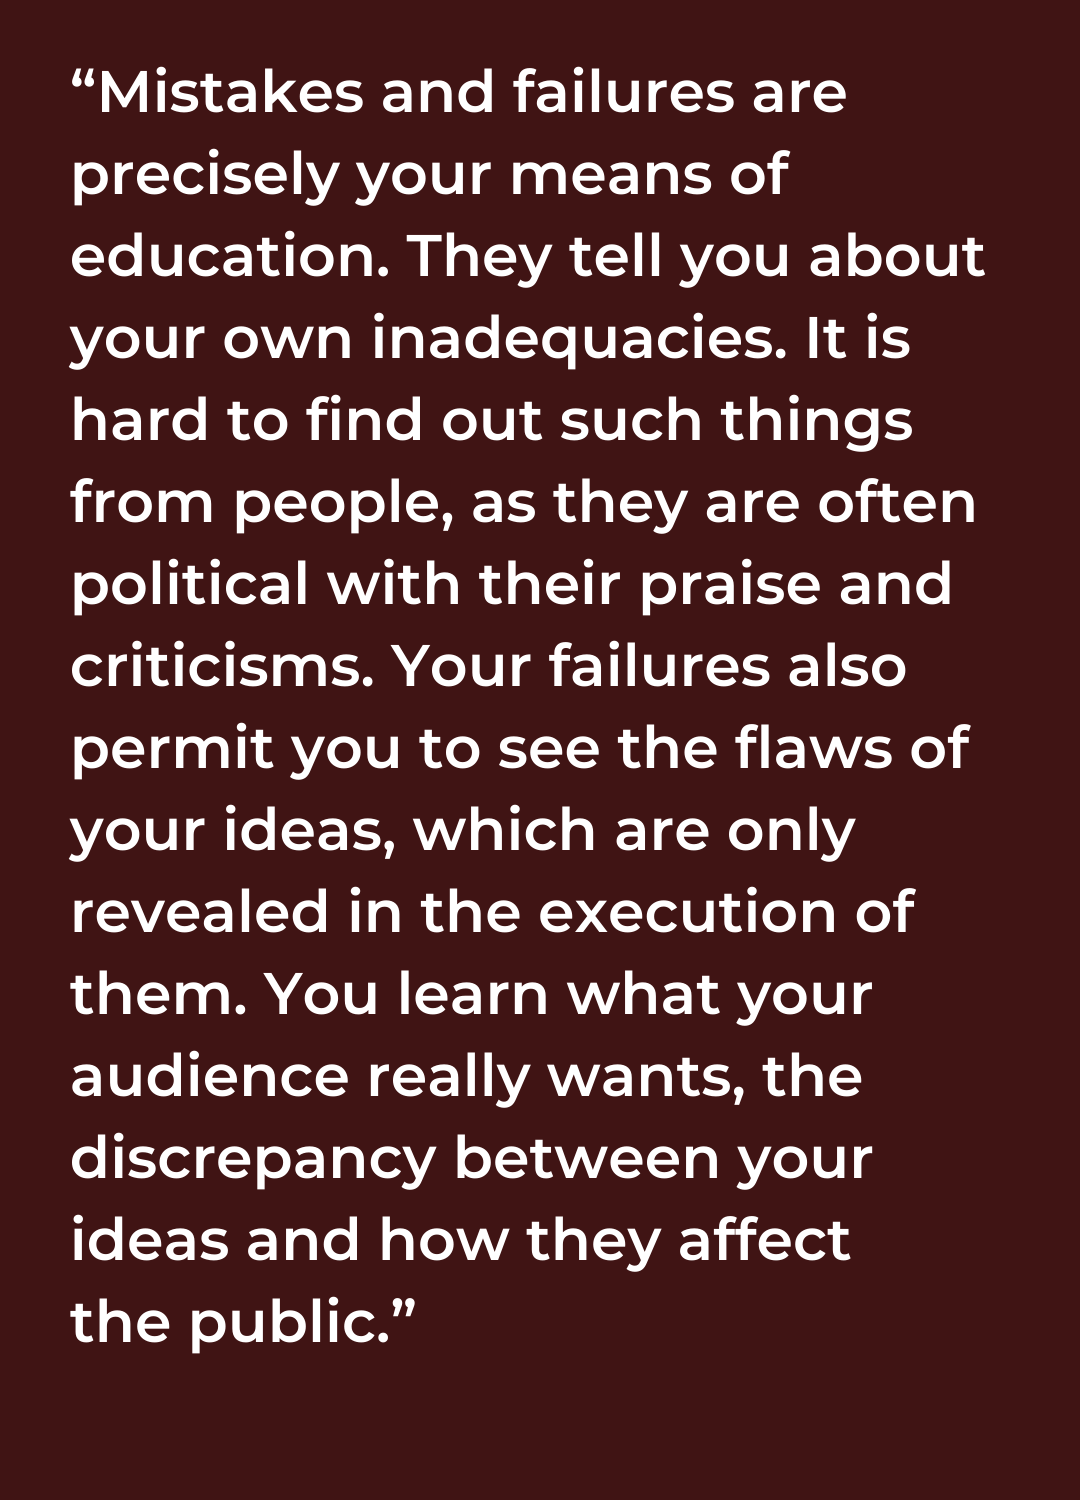 “Mistakes and failures are
precisely your means of
education. They tell you about
your own inadequacies. It is
hard to find out such things
from people, as they are often
political with their praise and
criticisms. Your failures also
permit you to see the flaws of
your ideas, which are only
revealed in the execution of
them. You learn what your
audience really wants, the
discrepancy between your
ideas and how they affect
the public.”